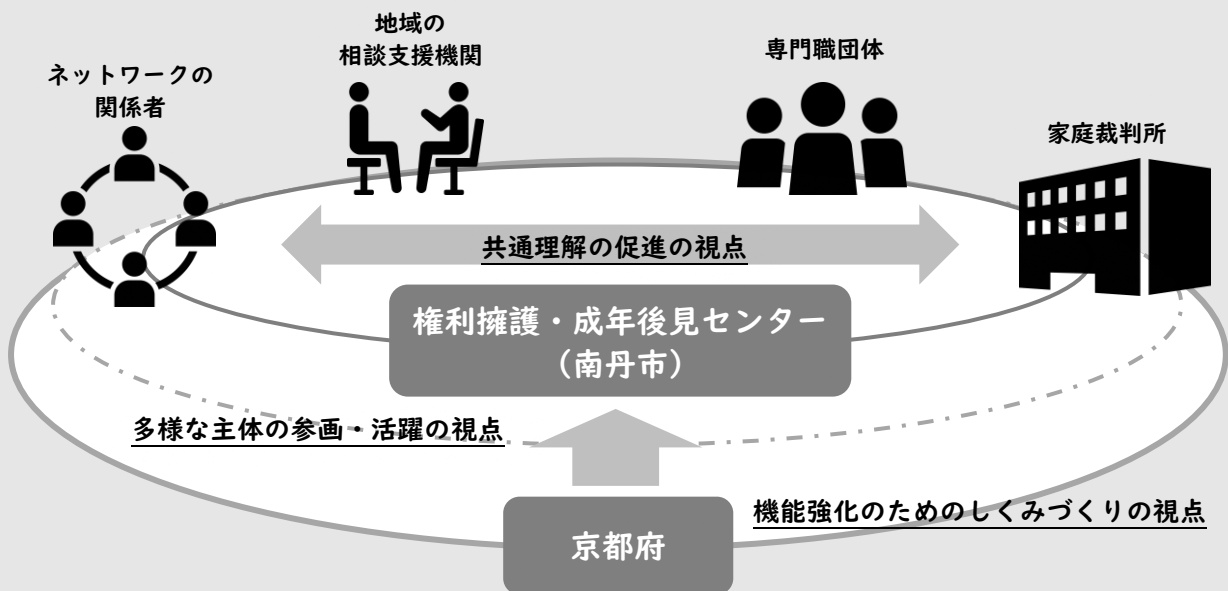 地域の
相談支援機関
専門職団体
ネットワークの
関係者
家庭裁判所
共通理解の促進の視点
権利擁護・成年後見センター
(南丹市)
多様な主体の参画・活躍の視点
機能強化のためのしくみづくりの視点
京都府